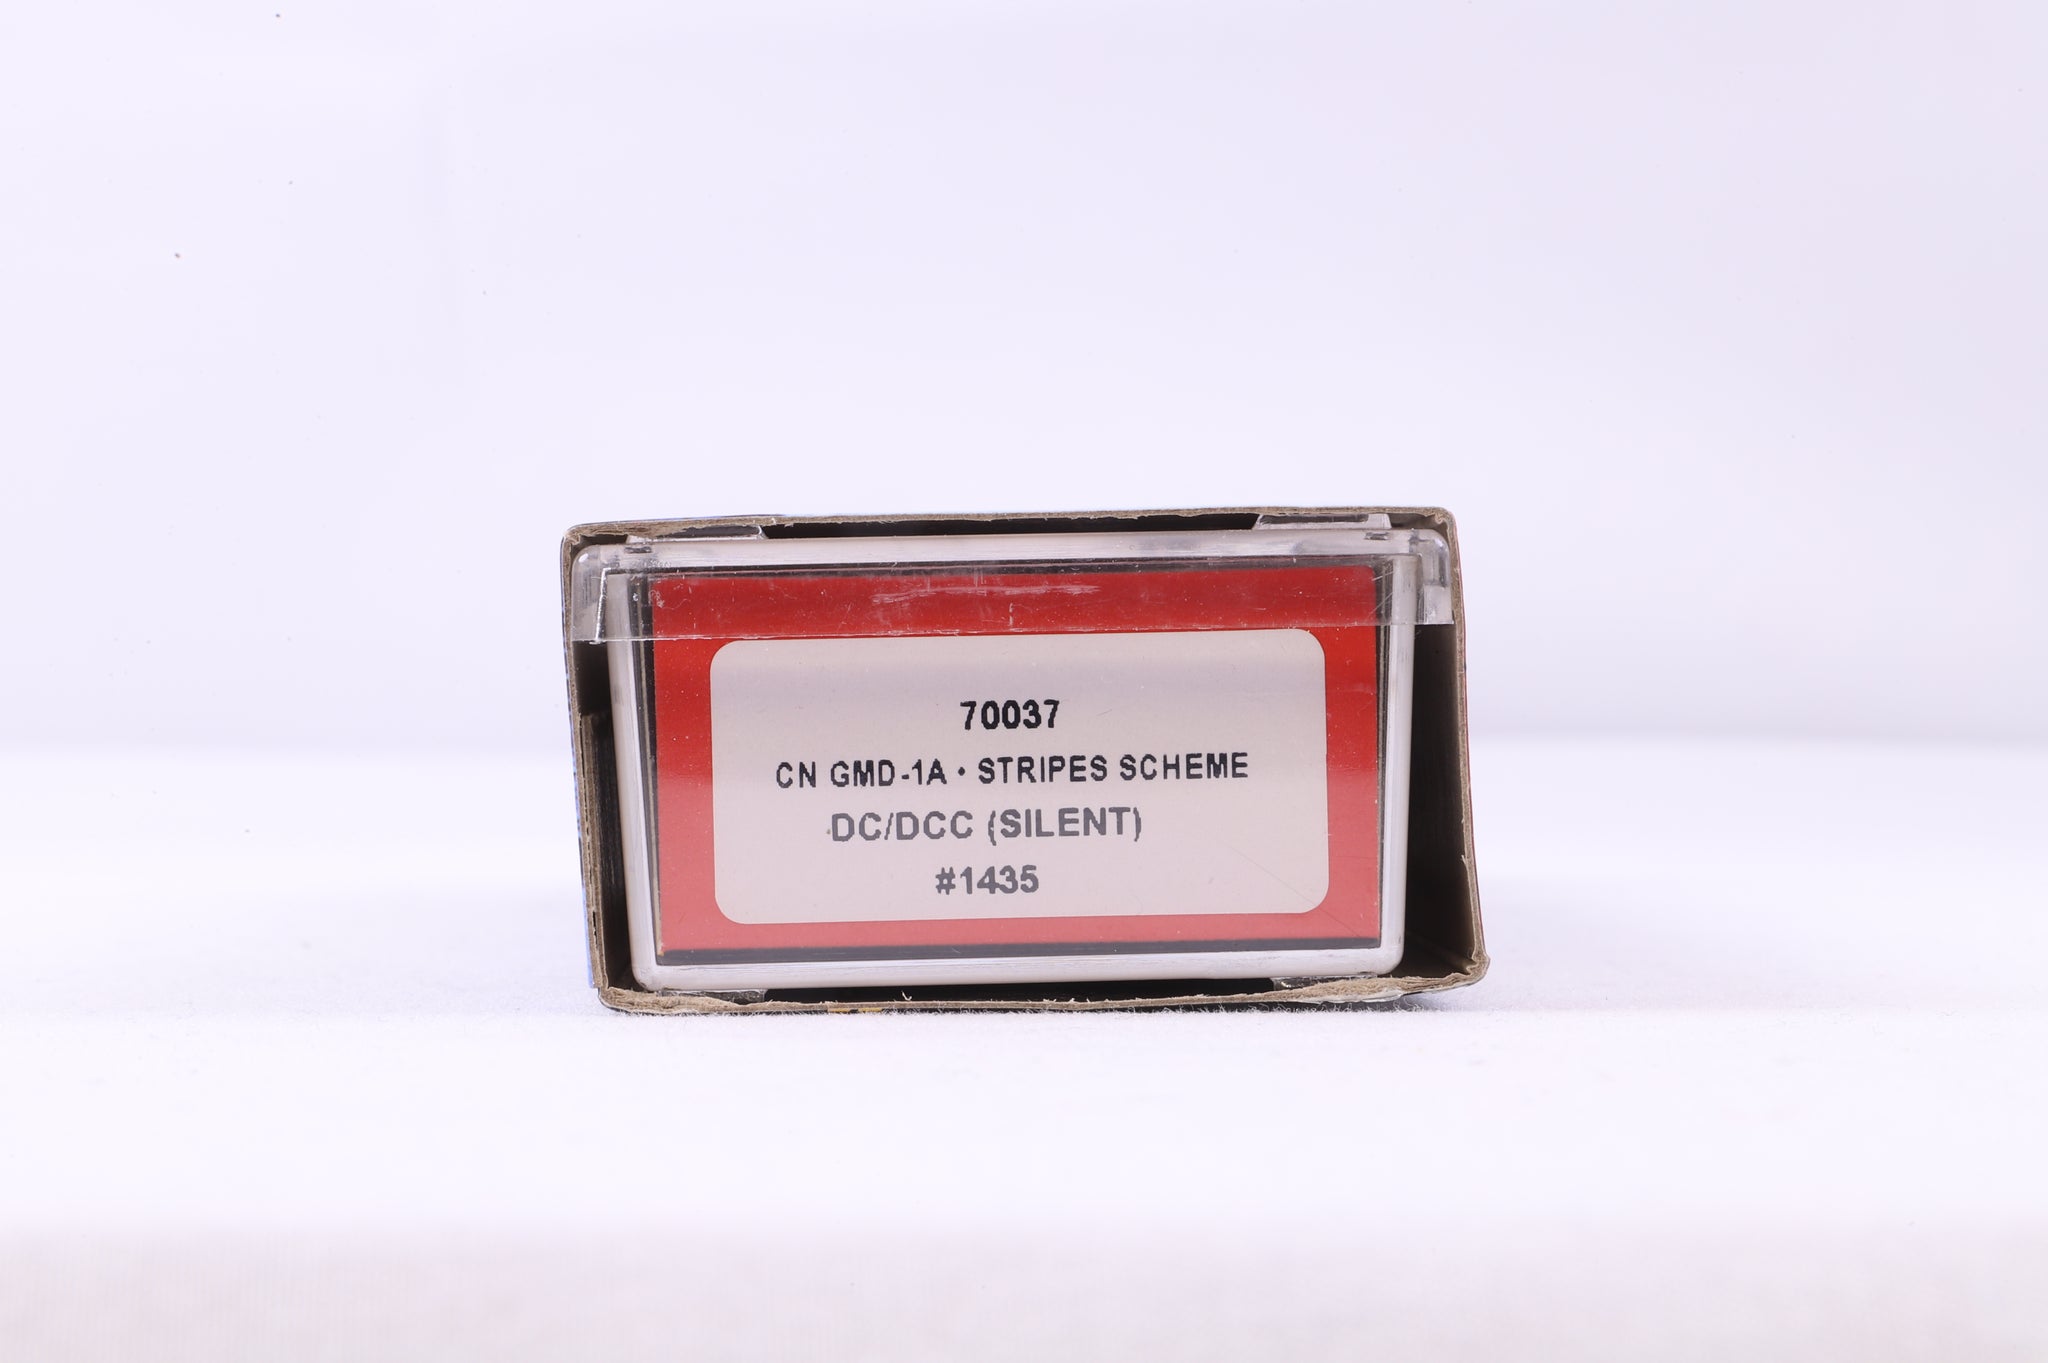 70037
CN GMD-1A • STRIPES SCHEME
DC/DCC (SILENT)
#1435